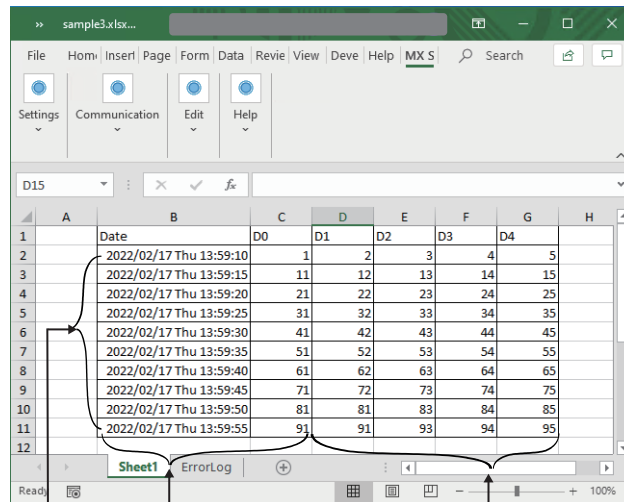 ›› sample3.xlsx...
File Hom Insert Page Form Data Revie View Deve Help MX S Search
Settings Communication Edit Help
D15 fx
A B C D E F G H
1 Date D0 D1 D2 D3 D4
2 2022/02/17 Thu 13:59:10 1 2 3 4 5
3 2022/02/17 Thu 13:59:15 11 12 13 14 15
4 2022/02/17 Thu 13:59:20 21 22 23 24 25
5 2022/02/17 Thu 13:59:25 31 32 33 34 35
6 2022/02/17 Thu 13:59:30 41 42 43 44 45
7 2022/02/17 Thu 13:59:35 51 52 53 54 55
8 2022/02/17 Thu 13:59:40 61 62 63 64 65
9 2022/02/17 Thu 13:59:45 71 72 73 74 75
10 2022/02/17 Thu 13:59:50 81 81 83 84 85
11 2022/02/17 Thu 13:59:55 91 91 93 94 95
12
Sheet1 ErrorLog
Ready 100%